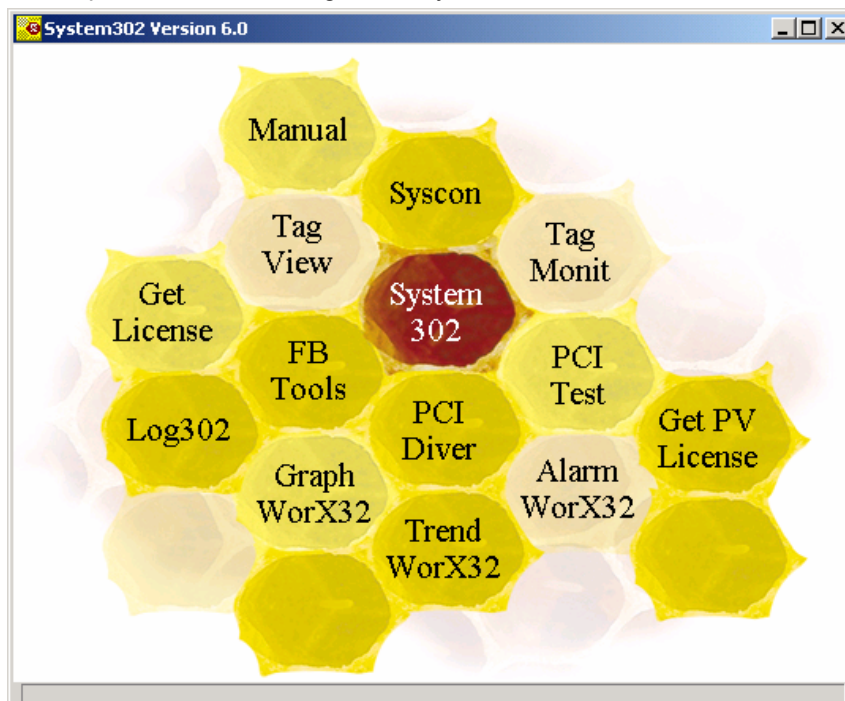 System302 Version 6.0
Manual
Syscon
Tag
View
Tag
Monit
Get
License
System
302
FB
Tools
PCI
Test
Log302
PCI
Diver
Get PV
License
Graph
WorX32
Alarm
WorX32
Trend
WorX32